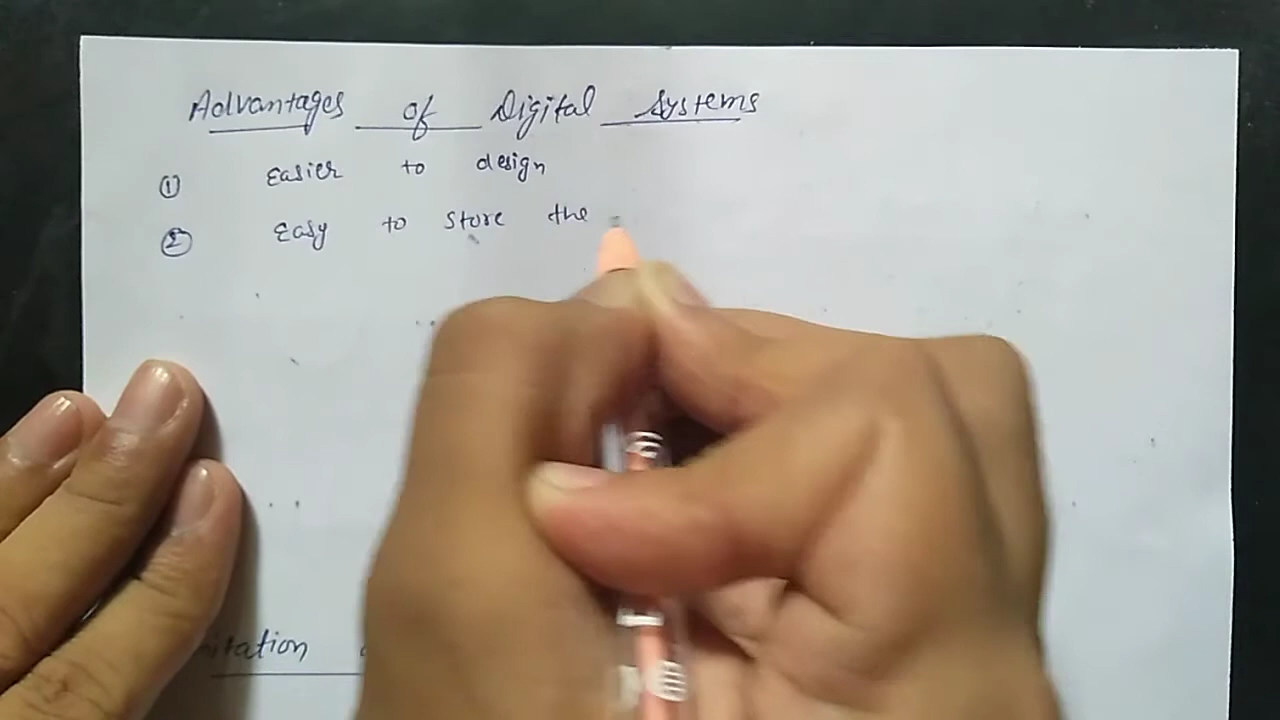 Advantages of Digital Systems
① Easier to design
② Easy to store the